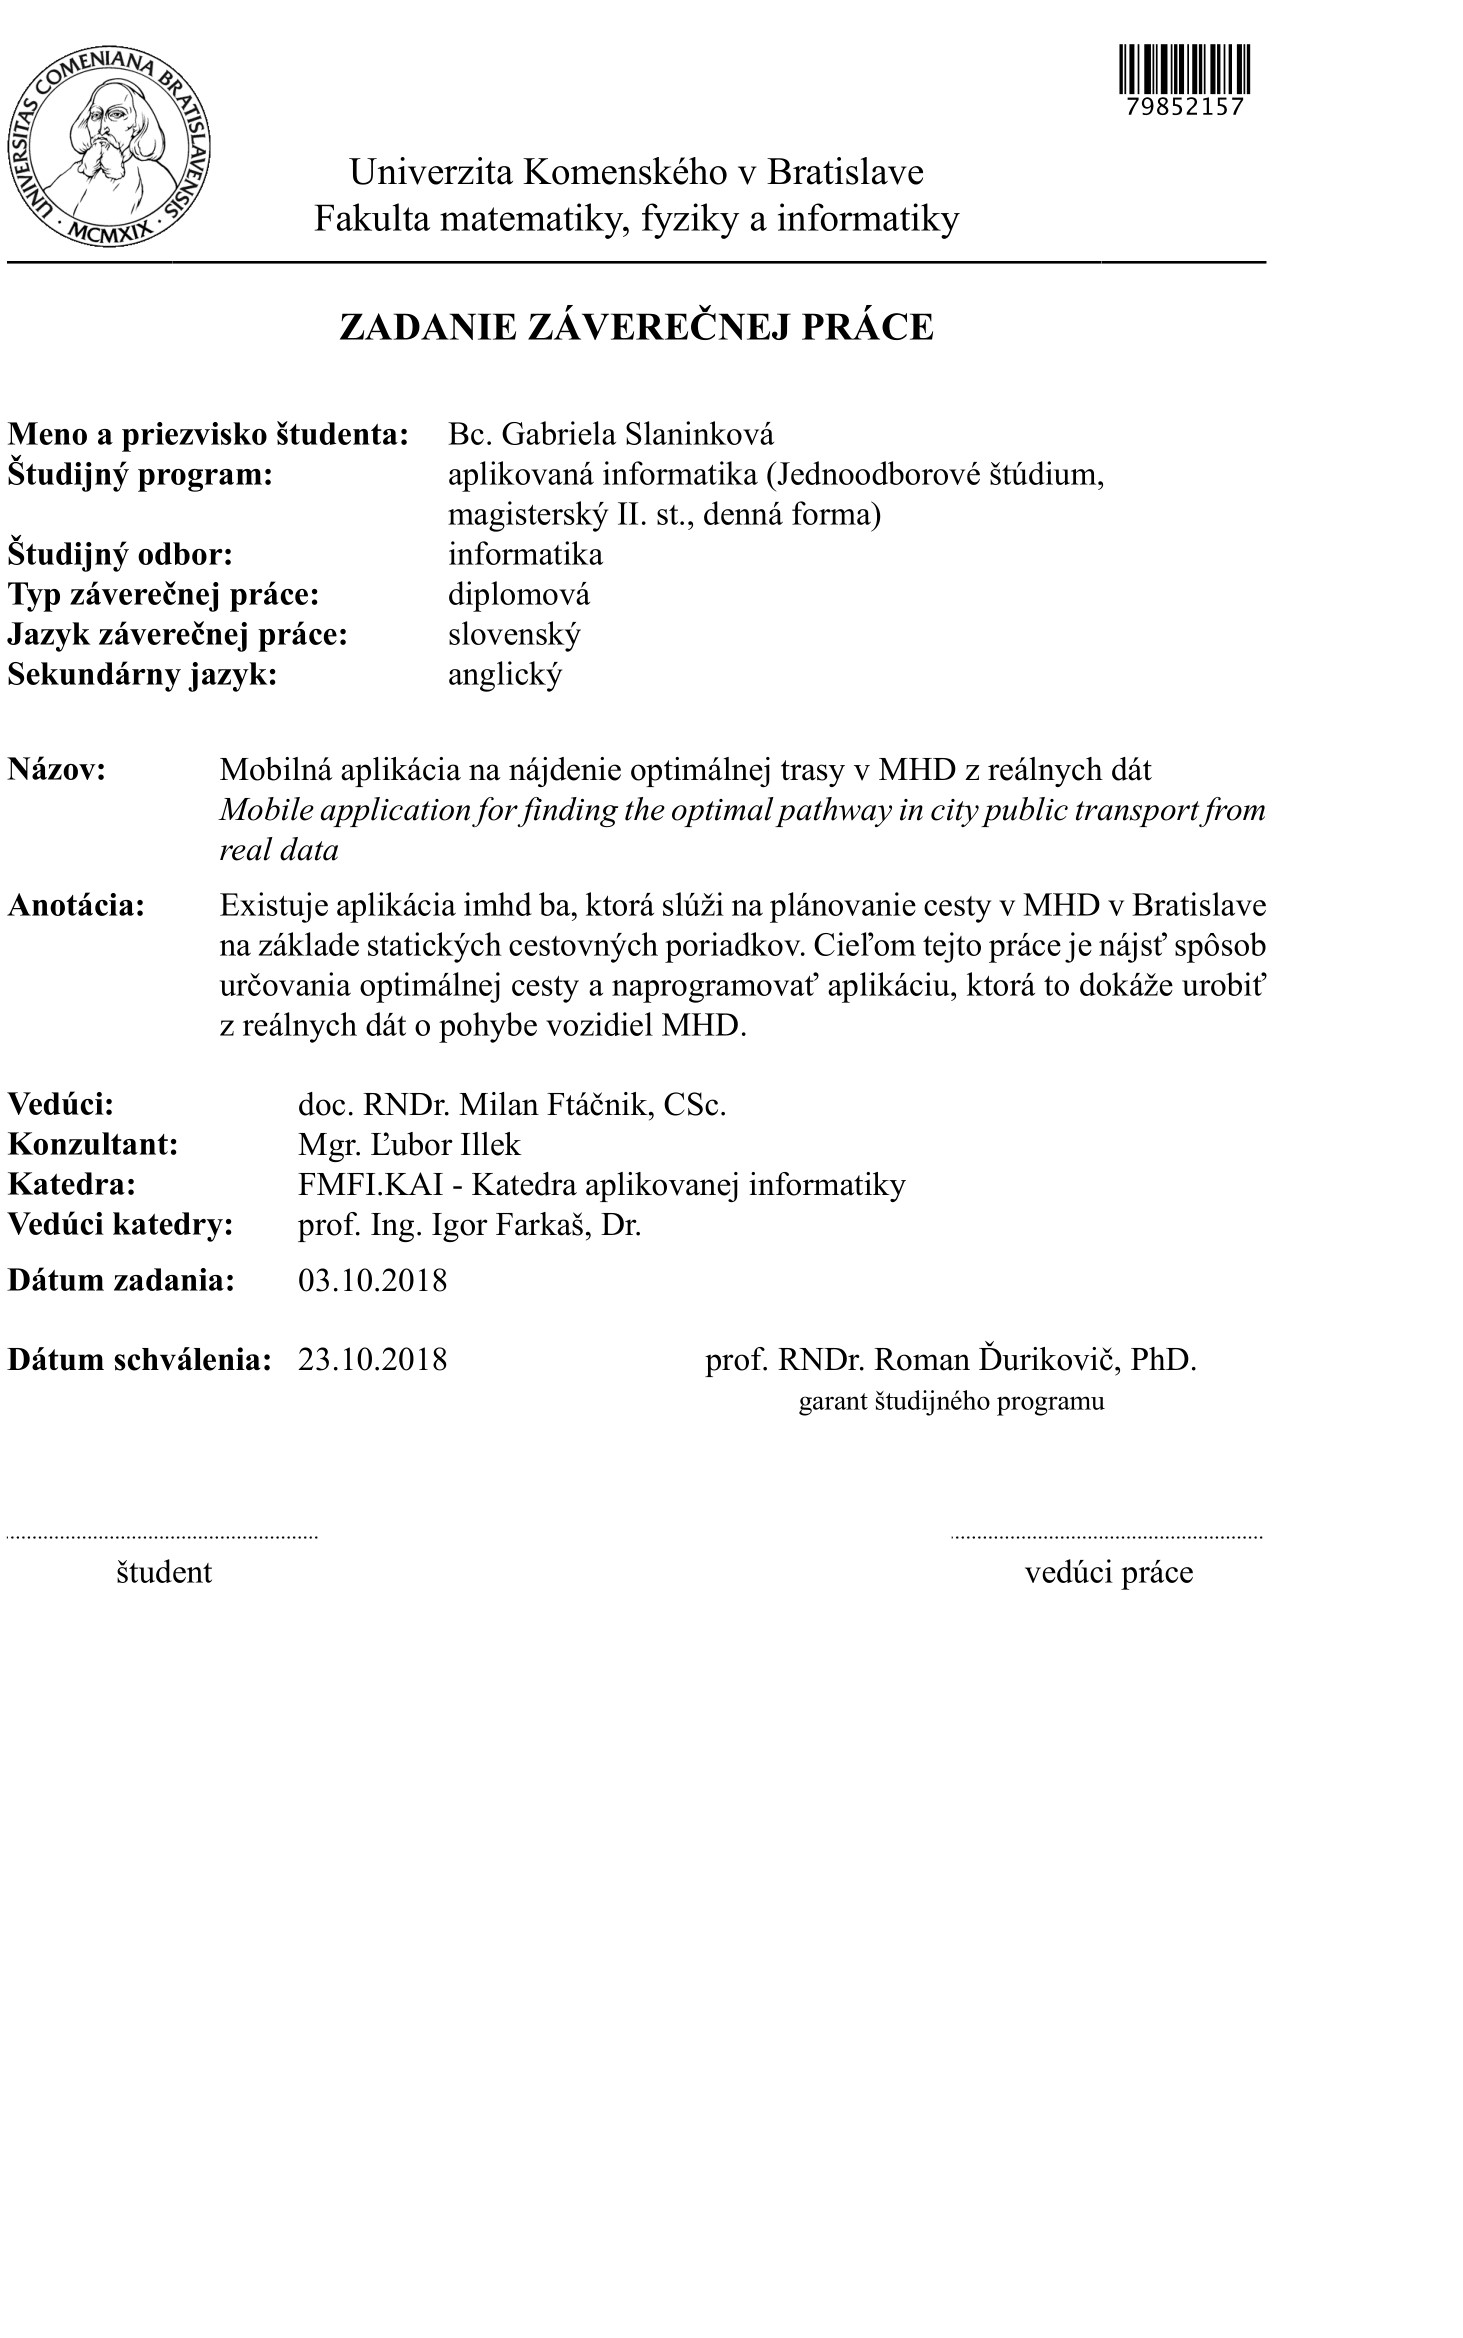 UNIVERSITAS COMENIANA BRATISLAVENSIS · MCMXIX ·
79852157
Univerzita Komenského v Bratislave
Fakulta matematiky, fyziky a informatiky
ZADANIE ZÁVEREČNEJ PRÁCE
Meno a priezvisko študenta: Bc. Gabriela Slaninková
Študijný program: aplikovaná informatika (Jednoodborové štúdium,
magisterský II. st., denná forma)
Študijný odbor: informatika
Typ záverečnej práce: diplomová
Jazyk záverečnej práce: slovenský
Sekundárny jazyk: anglický
Názov: Mobilná aplikácia na nájdenie optimálnej trasy v MHD z reálnych dát
Mobile application for finding the optimal pathway in city public transport from
real data
Anotácia: Existuje aplikácia imhd ba, ktorá slúži na plánovanie cesty v MHD v Bratislave
na základe statických cestovných poriadkov. Cieľom tejto práce je nájsť spôsob
určovania optimálnej cesty a naprogramovať aplikáciu, ktorá to dokáže urobiť
z reálnych dát o pohybe vozidiel MHD.
Vedúci: doc. RNDr. Milan Ftáčnik, CSc.
Konzultant: Mgr. Ľubor Illek
Katedra: FMFI.KAI - Katedra aplikovanej informatiky
Vedúci katedry: prof. Ing. Igor Farkaš, Dr.
Dátum zadania: 03.10.2018
Dátum schválenia: 23.10.2018 prof. RNDr. Roman Ďurikovič, PhD.
garant študijného programu
študent vedúci práce